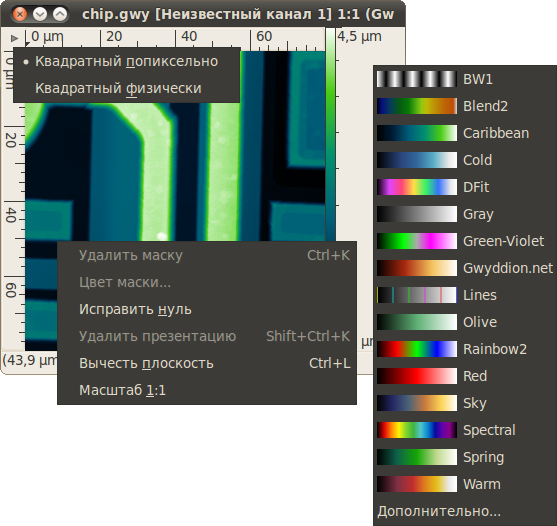 chip.gwy [Неизвестный канал 1] 1:1 (Gw
0 µm 20 40 60 4,5 µm
0 µm
20
40
60
(43,9 µm
µm
Квадратный попиксельно
Квадратный физически
Удалить маску Ctrl+K
Цвет маски...
Исправить нуль
Удалить презентацию Shift+Ctrl+K
Вычесть плоскость Ctrl+L
Масштаб 1:1
BW1
Blend2
Caribbean
Cold
DFit
Gray
Green-Violet
Gwyddion.net
Lines
Olive
Rainbow2
Red
Sky
Spectral
Spring
Warm
Дополнительно...